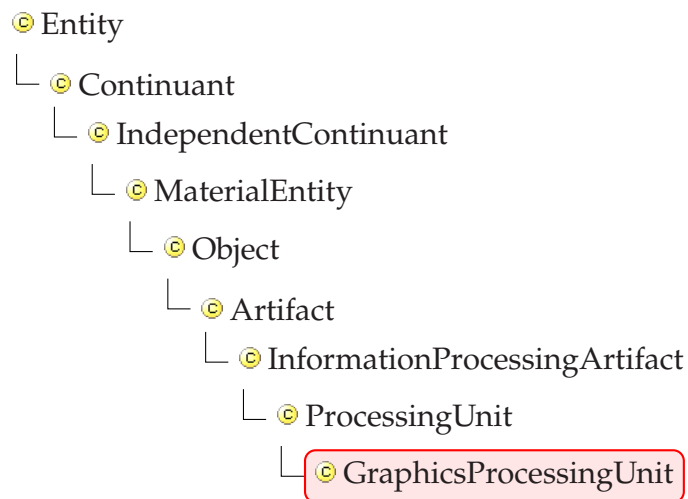 Entity
Continuant
IndependentContinuant
MaterialEntity
Object
Artifact
InformationProcessingArtifact
ProcessingUnit
GraphicsProcessingUnit